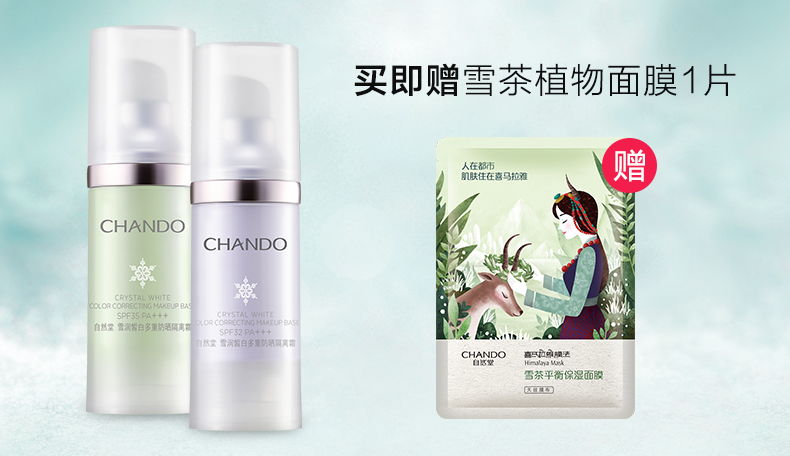 买即赠雪茶植物面膜1片
赠
人在都市
肌肤住在喜马拉雅
CHANDO
自然堂
喜马拉雅膜法
Himalaya Mask
雪茶平衡保湿面膜
天丝膜布
CHANDO
CRYSTAL WHITE
COLOR CORRECTING MAKEUP BASE
SPF35 PA+++
自然堂 雪润皙白多重防晒隔离霜
CHANDO
CRYSTAL WHITE
COLOR CORRECTING MAKEUP BASE
SPF32 PA+++
自然堂 雪润皙白多重防晒隔离霜